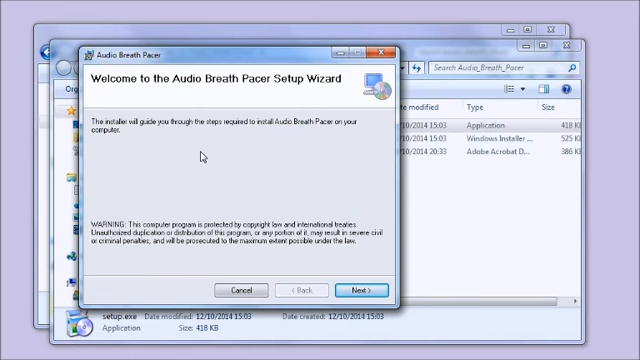 Audio Breath Pacer
Welcome to the Audio Breath Pacer Setup Wizard
The installer will guide you through the steps required to install Audio Breath Pacer on your
computer.
WARNING: This computer program is protected by copyright law and international treaties.
Unauthorized duplication or distribution of this program, or any portion of it, may result in severe civil
or criminal penalties, and will be prosecuted to the maximum extent possible under the law.
Cancel
< Back
Next >
Search Audio_Breath_Pacer
Orga
modified
Type
Size
/10/2014 15:03
Application
418 K
/10/2014 15:03
Windows Installer ...
525 K
/10/2014 20:33
Adobe Acrobat D...
386 K
setup.exe
Date modified: 12/10/2014 15:03
Date created: 12/10/2014 15:03
Application
Size: 418 KB